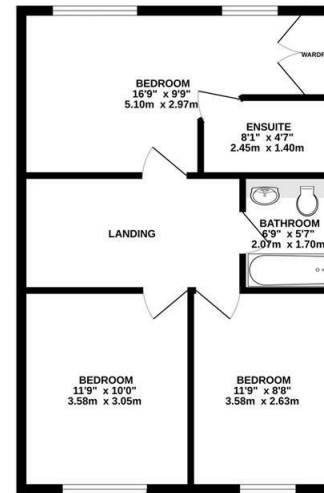 BEDROOM
16'9" x 9'9"
5.10m x 2.97m
WARDR
ENSUITE
8'1" x 4'7"
2.45m x 1.40m
LANDING
BATHROOM
6'9" x 5'7"
2.07m x 1.70m
BEDROOM
11'9" x 10'0"
3.58m x 3.05m
BEDROOM
11'9" x 8'8"
3.58m x 2.63m